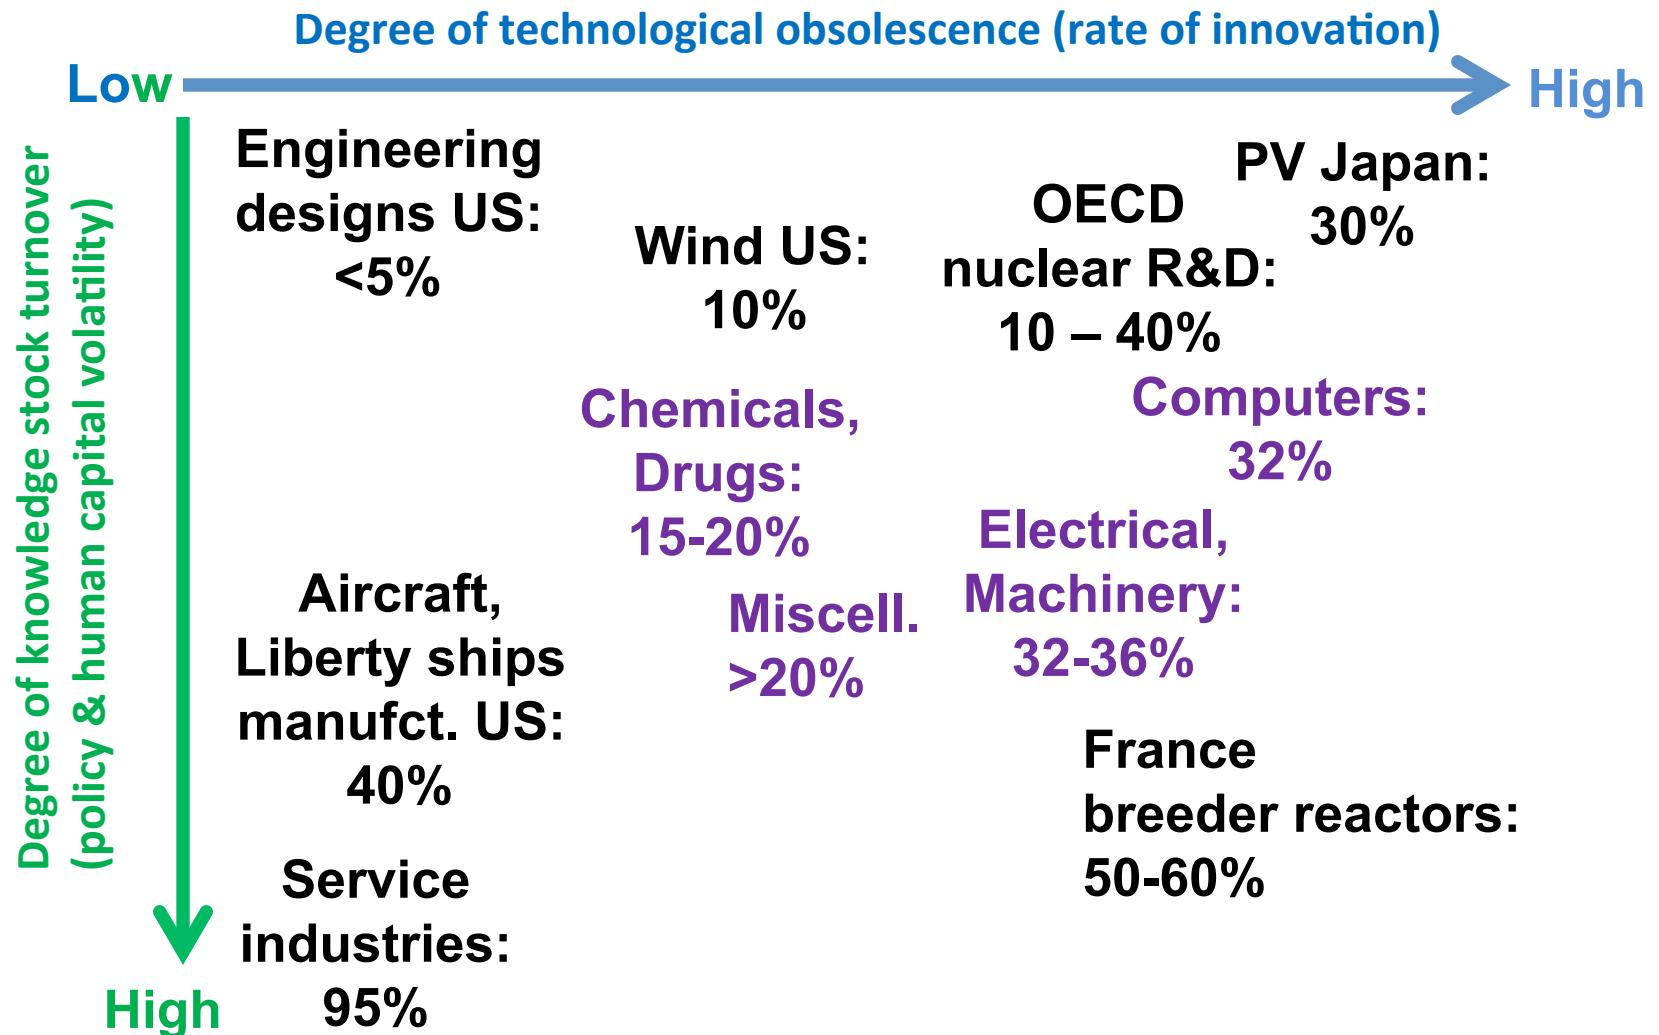 Degree of technological obsolescence (rate of innovation)
Low
High
Degree of knowledge stock turnover
(policy & human capital volatility)
High
Engineering
designs US:
<5%
Wind US:
10%
OECD
nuclear R&D:
10 – 40%
PV Japan:
30%
Chemicals,
Drugs:
15-20%
Computers:
32%
Electrical,
Machinery:
32-36%
Miscell.
>20%
Aircraft,
Liberty ships
manufct. US:
40%
France
breeder reactors:
50-60%
Service
industries:
95%